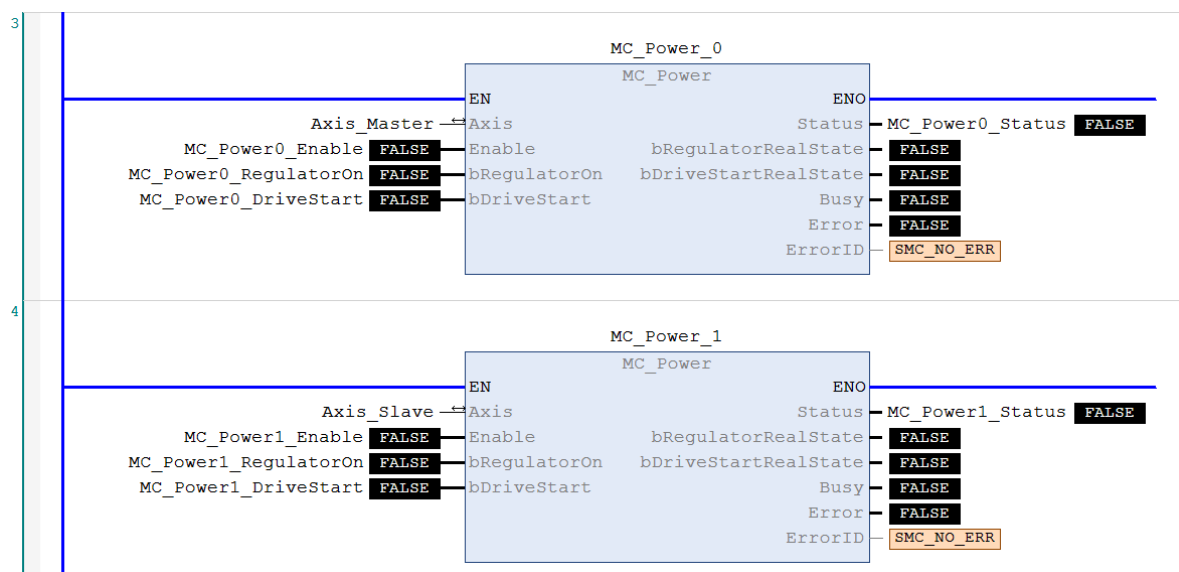 3
MC_Power_0
MC_Power
EN ENO
Axis_Master Axis Status MC_Power0_Status FALSE
MC_Power0_Enable FALSE Enable bRegulatorRealState FALSE
MC_Power0_RegulatorOn FALSE bRegulatorOn bDriveStartRealState FALSE
MC_Power0_DriveStart FALSE bDriveStart Busy FALSE
Error FALSE
ErrorID SMC_NO_ERR
4
MC_Power_1
MC_Power
EN ENO
Axis_Slave Axis Status MC_Power1_Status FALSE
MC_Power1_Enable FALSE Enable bRegulatorRealState FALSE
MC_Power1_RegulatorOn FALSE bRegulatorOn bDriveStartRealState FALSE
MC_Power1_DriveStart FALSE bDriveStart Busy FALSE
Error FALSE
ErrorID SMC_NO_ERR